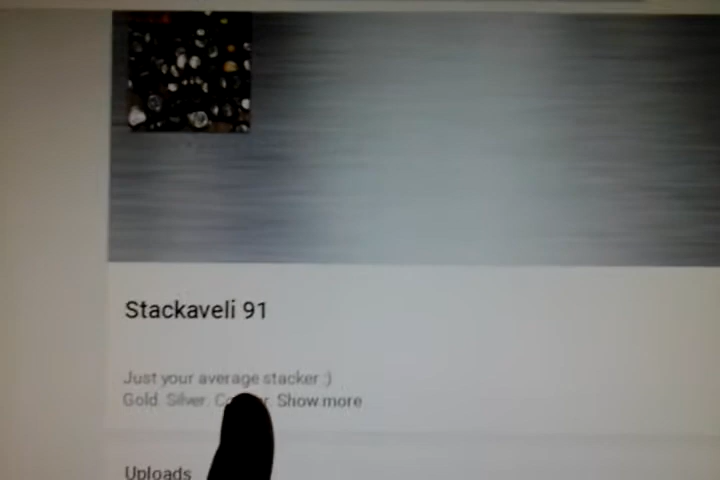 Stackaveli 91
Just your average stacker :)
Gold. Silver. Show more
Uploads